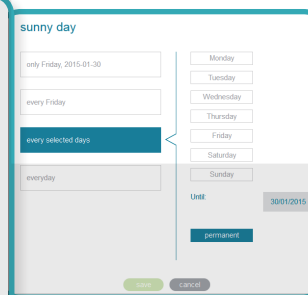 sunny day
only Friday, 2015-01-30
every Friday
every selected days
everyday
Monday
Tuesday
Wednesday
Thursday
Friday
Saturday
Sunday
Until:
30/01/2015
permanent
save
cancel